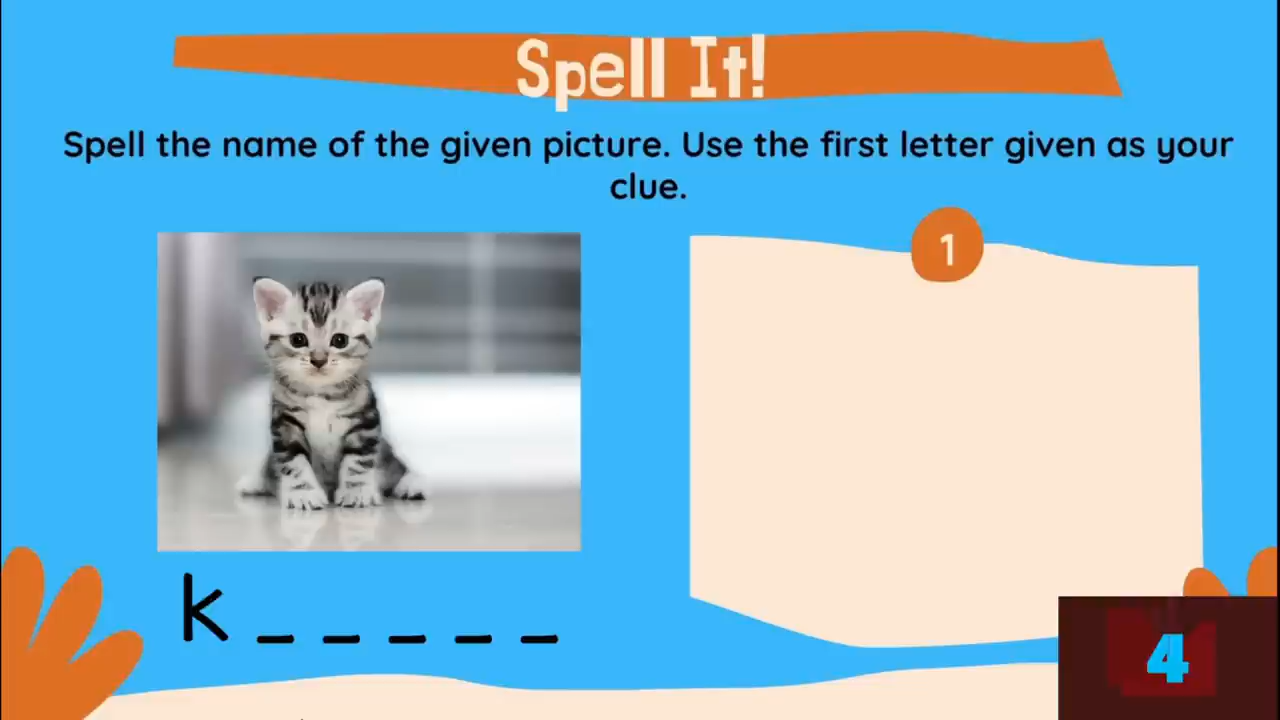 Spell It!
Spell the name of the given picture. Use the first letter given as your
clue.
1
k _ _ _ _ _
4